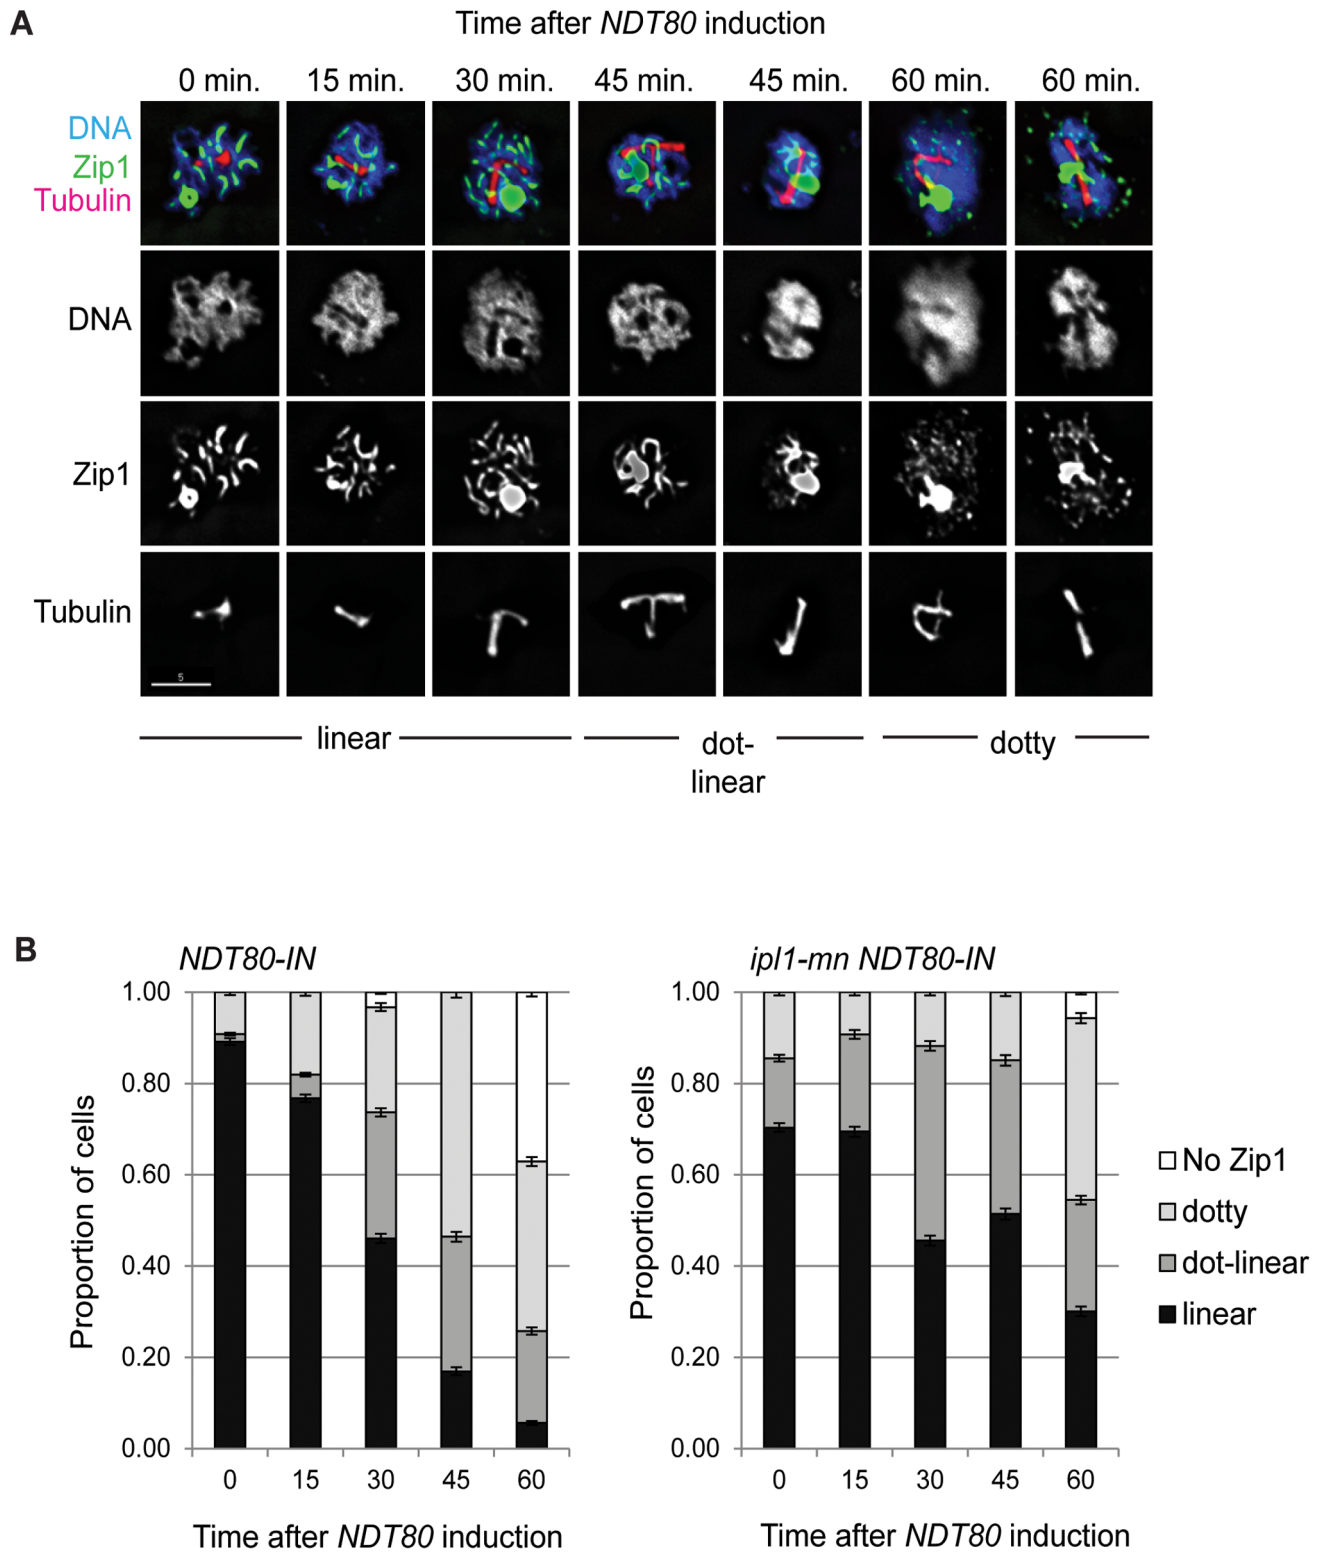 A
Time after NDT80 induction
0 min. 15 min. 30 min. 45 min. 45 min. 60 min. 60 min.
DNA
Zip1
Tubulin
DNA
Zip1
Tubulin
5
linear dot-linear dotty
B
NDT80-IN
1.00
0.80
0.60
0.40
0.20
0.00
Proportion of cells
0 15 30 45 60
Time after NDT80 induction
ipl1-mn NDT80-IN
1.00
0.80
0.60
0.40
0.20
0.00
Proportion of cells
0 15 30 45 60
Time after NDT80 induction
No Zip1
dotty
dot-linear
linear